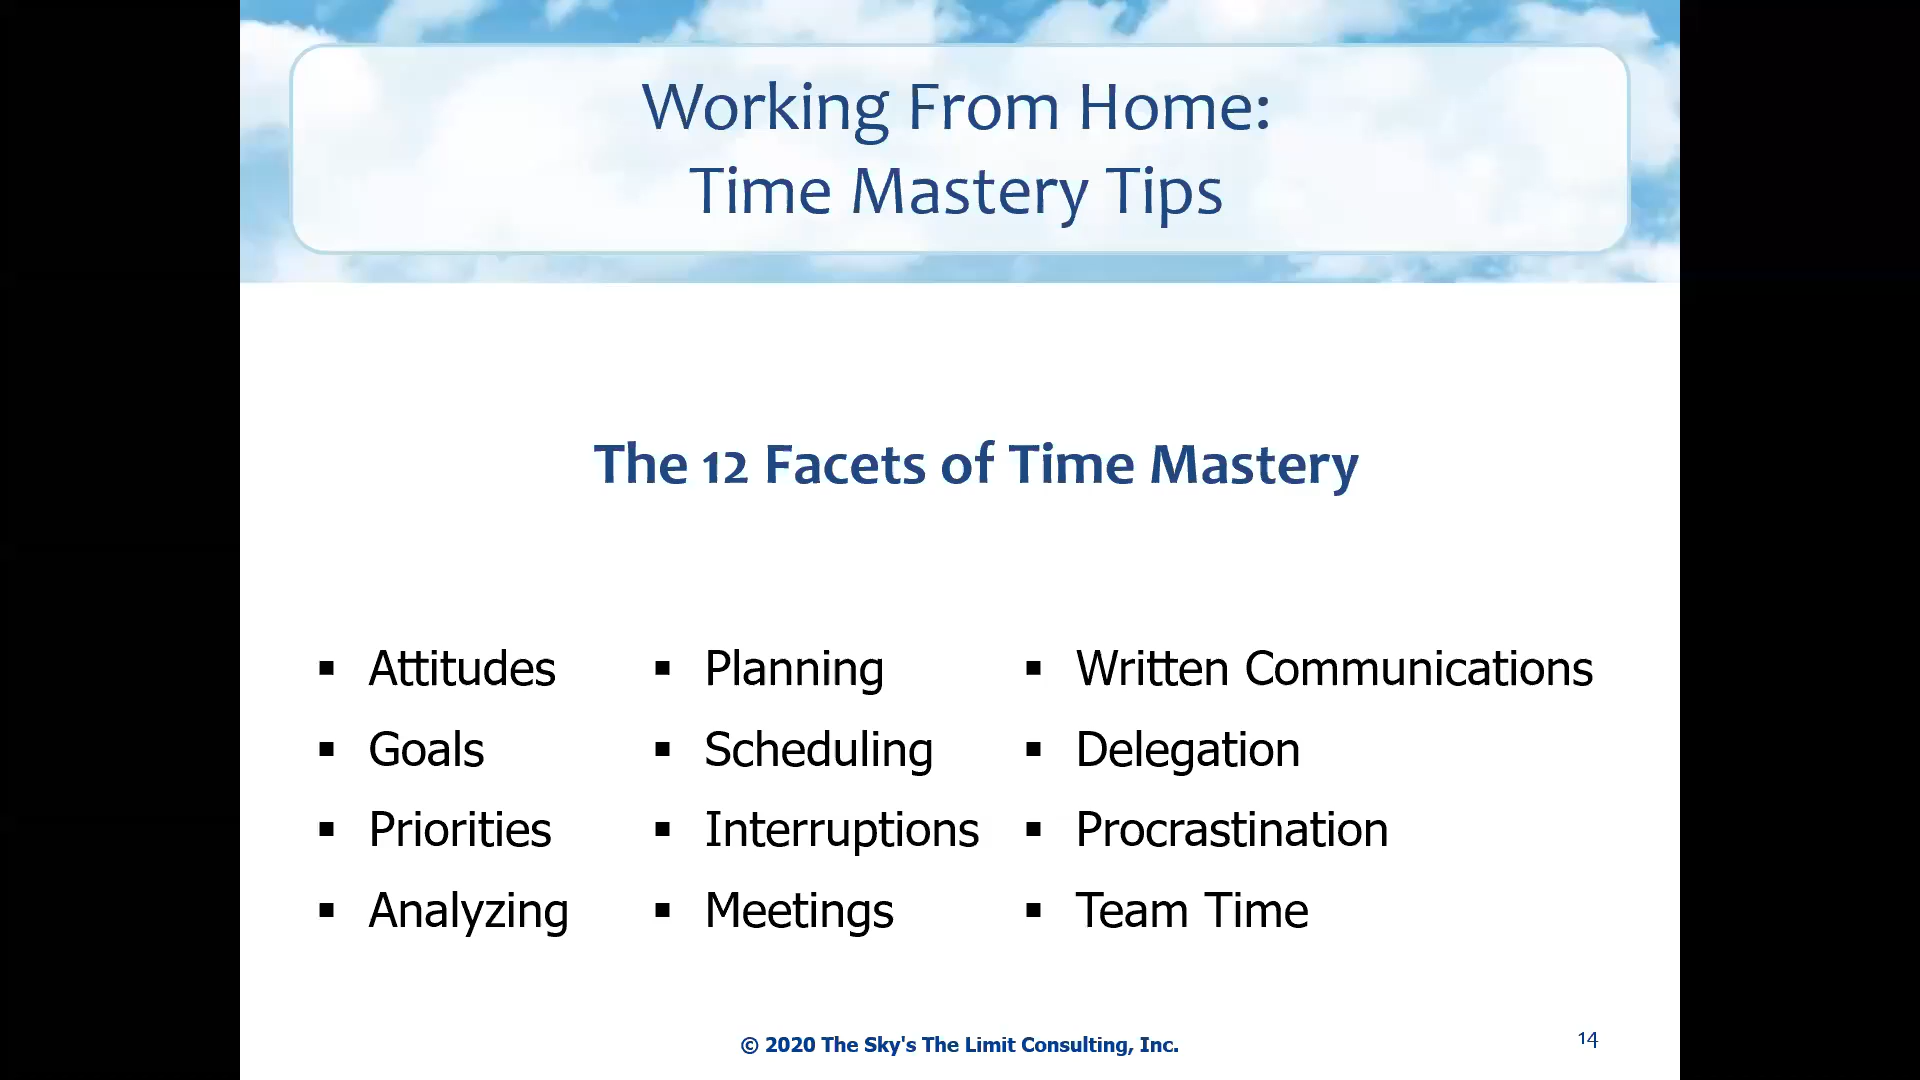 Working From Home:
Time Mastery Tips
The 12 Facets of Time Mastery
▪ Attitudes
▪ Goals
▪ Priorities
▪ Analyzing
▪ Planning
▪ Scheduling
▪ Interruptions
▪ Meetings
▪ Written Communications
▪ Delegation
▪ Procrastination
▪ Team Time
© 2020 The Sky's The Limit Consulting, Inc.
14